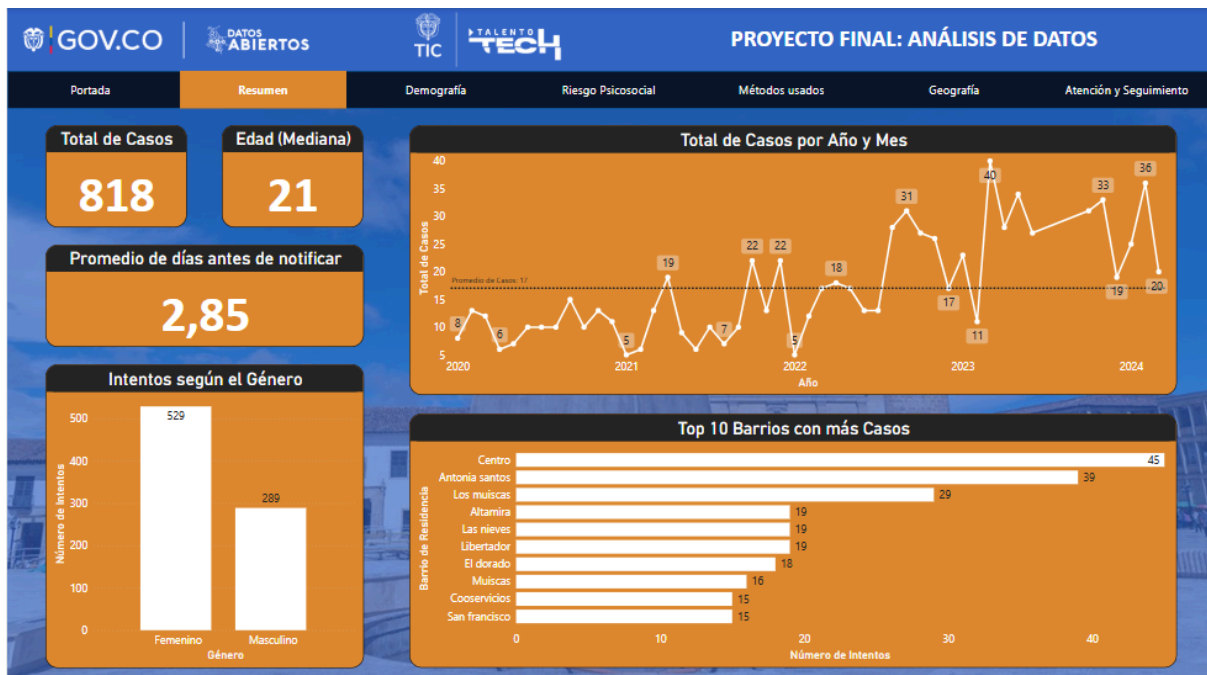 GOV.CO
DATOS
ABIERTOS
TIC
TALENTO
TECH
PROYECTO FINAL: ANÁLISIS DE DATOS
Portada
Resumen
Demografía
Riesgo Psicosocial
Métodos usados
Geografía
Atención y Seguimiento
Total de Casos
818
Edad (Mediana)
21
Promedio de días antes de notificar
2,85
Intentos según el Género
Número de Intentos
500
400
300
200
100
0
529
289
Femenino
Masculino
Género
Total de Casos por Año y Mes
Total de Casos
40
35
30
25
20
15
10
5
Promedio de Casos: 17
8
6
5
19
7
22
22
5
18
31
17
11
40
33
19
36
20
2020
2021
2022
2023
2024
Año
Top 10 Barrios con más Casos
Barrio de Residencia
Centro 45
Antonia santos 39
Los muiscas 29
Altamira 19
Las nieves 19
Libertador 19
El dorado 18
Muiscas 16
Cooservicios 15
San francisco 15
0 10 20 30 40
Número de Intentos